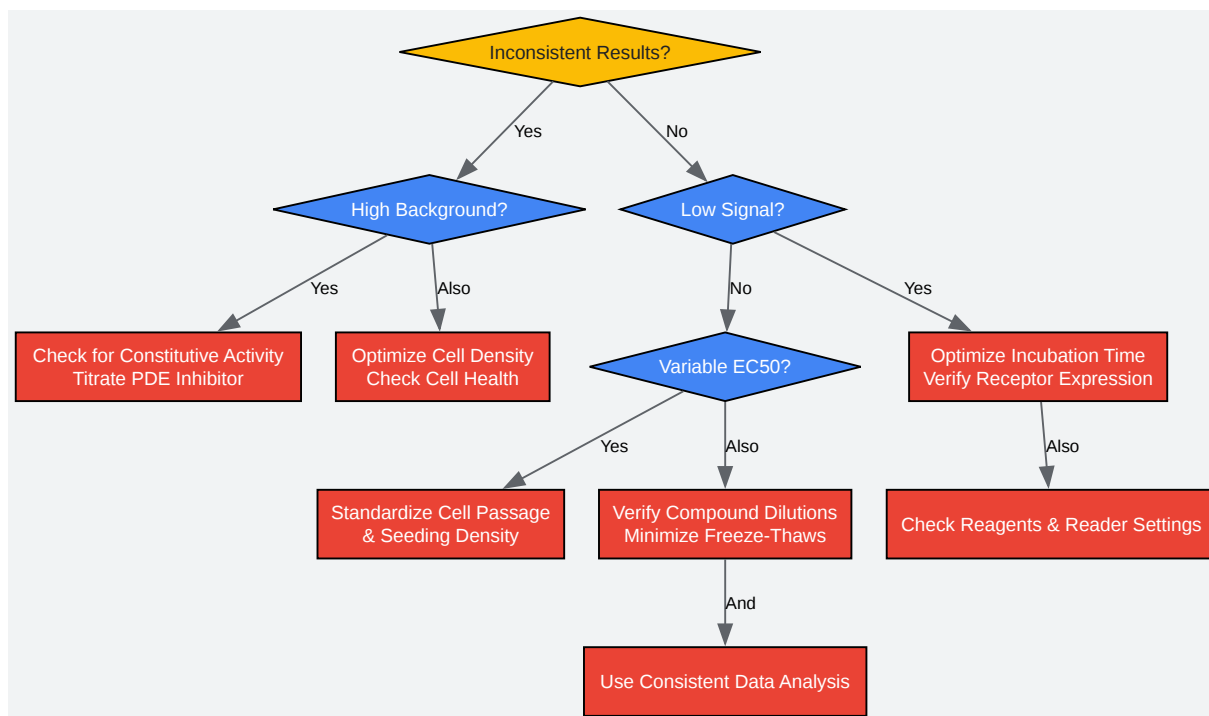 Inconsistent Results?
Yes
No
High Background?
Low Signal?
Yes
Also
No
Yes
Check for Constitutive Activity
Titrate PDE Inhibitor
Optimize Cell Density
Check Cell Health
Variable EC50?
Optimize Incubation Time
Verify Receptor Expression
Yes
Also
Also
Standardize Cell Passage
& Seeding Density
Verify Compound Dilutions
Minimize Freeze-Thaws
Check Reagents & Reader Settings
And
Use Consistent Data Analysis